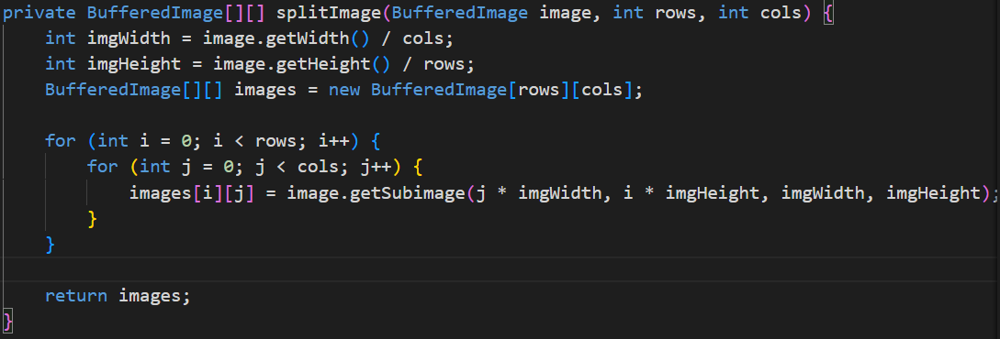 private BufferedImage[][] splitImage(BufferedImage image, int rows, int cols) {
    int imgWidth = image.getWidth() / cols;
    int imgHeight = image.getHeight() / rows;
    BufferedImage[][] images = new BufferedImage[rows][cols];

    for (int i = 0; i < rows; i++) {
        for (int j = 0; j < cols; j++) {
            images[i][j] = image.getSubimage(j * imgWidth, i * imgHeight, imgWidth, imgHeight);
        }
    }

    return images;
}